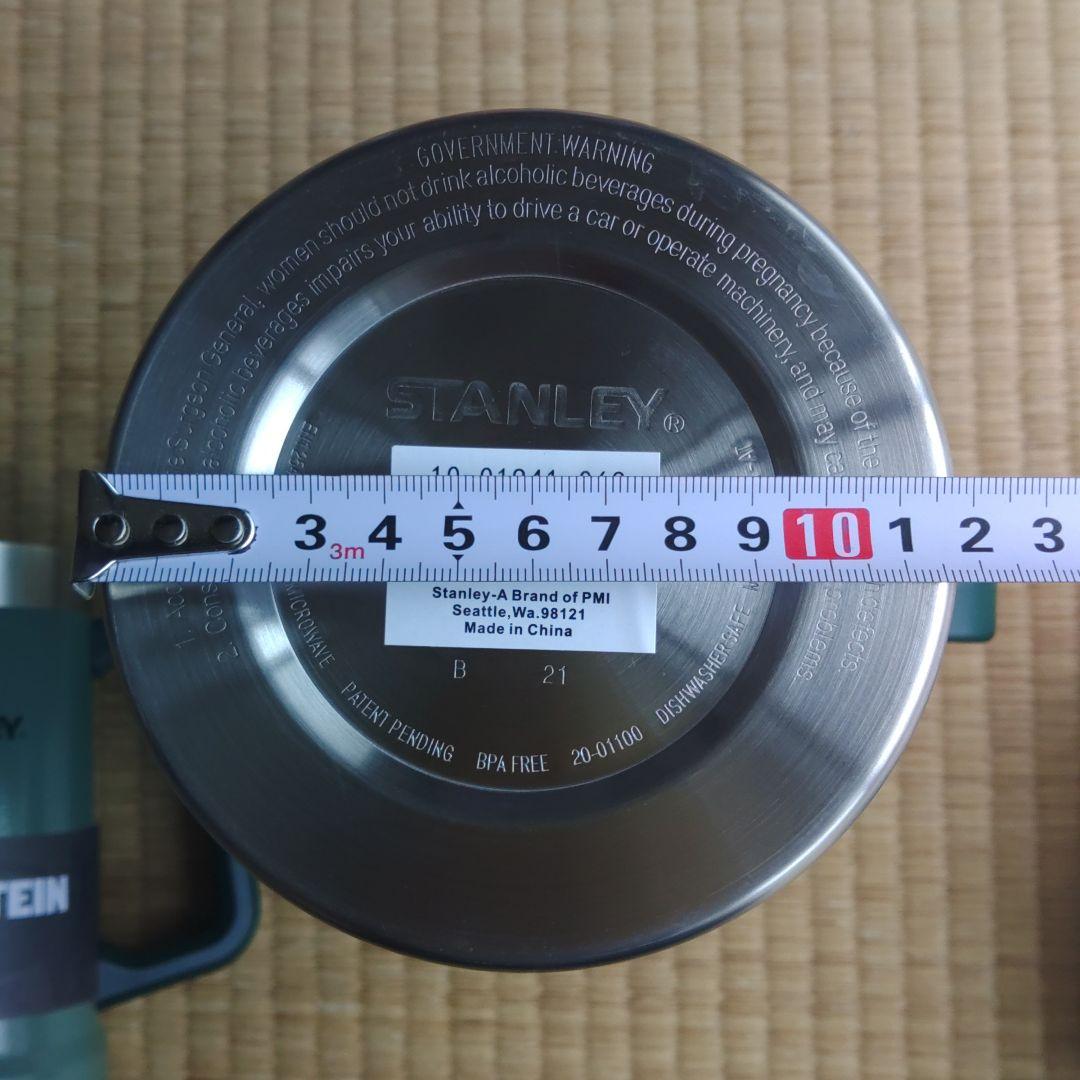 GOVERNMENT WARNING
Surgeon General, women should not drink alcoholic beverages during pregnancy because of the
alcoholic beverages impairs your ability to drive a car or operate machinery, and may
defects.
problems
STANLEY®
Stanley-A Brand of PMI
Seattle,Wa.98121
Made in China
B 21
MICROWAVE PATENT PENDING BPA FREE 20-01100 DISHWASHER SAFE
3 4 5 6 7 8 9 10 1 2 3
3m
TEIN